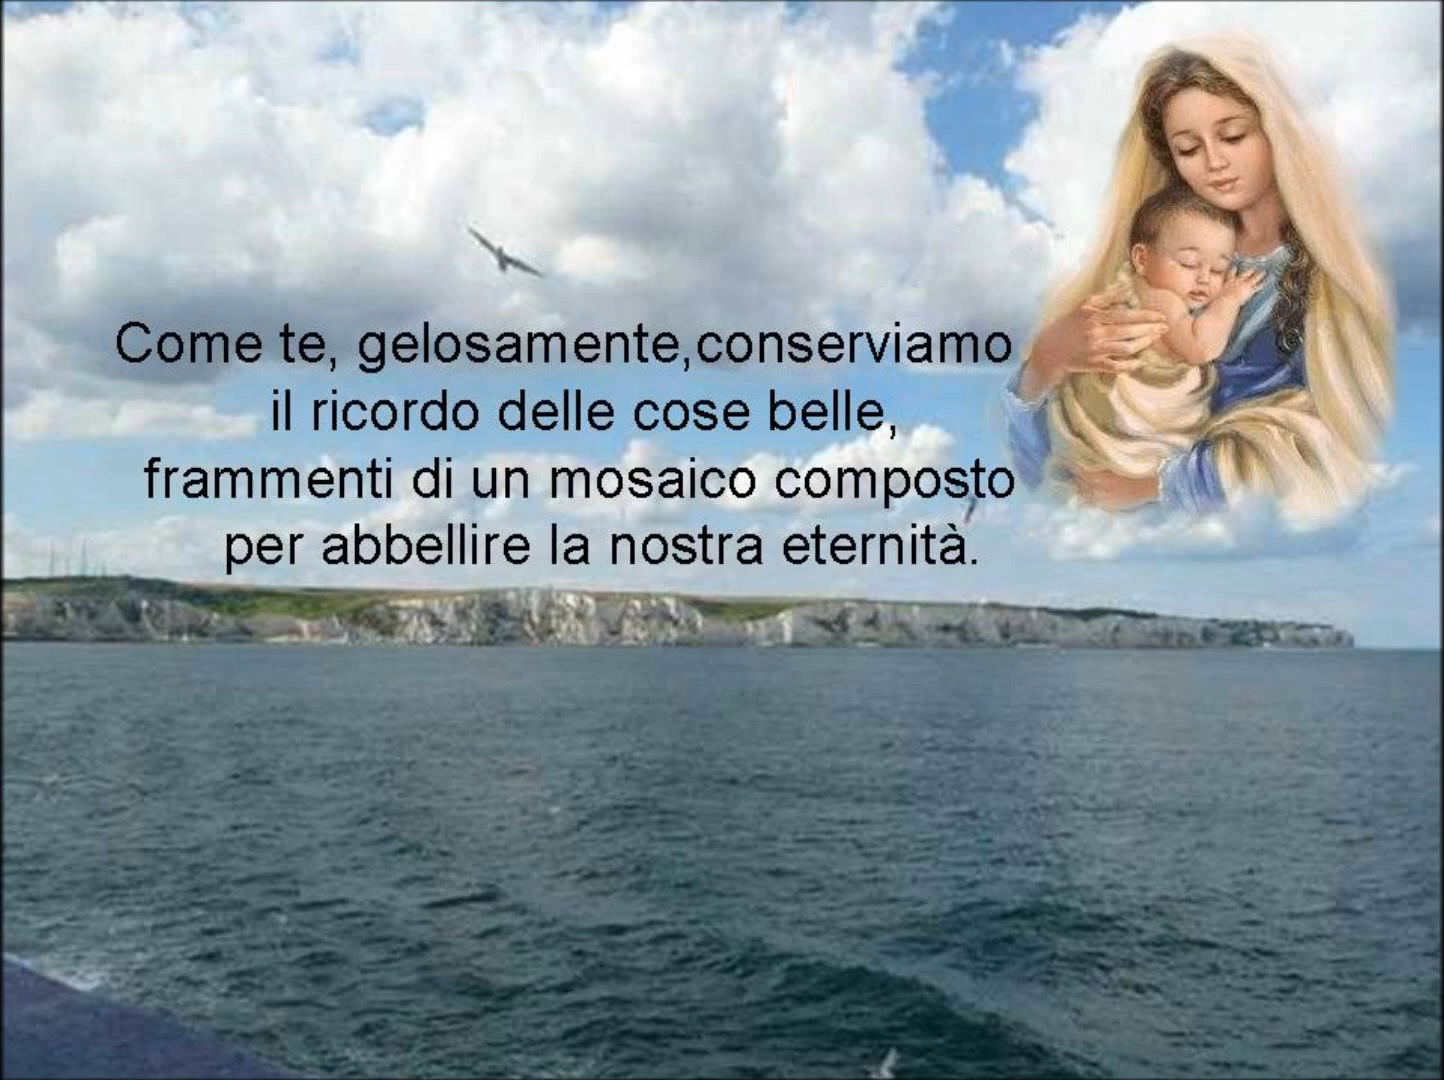 Come te, gelosamente,conserviamo
il ricordo delle cose belle,
frammenti di un mosaico composto
per abbellire la nostra eternità.